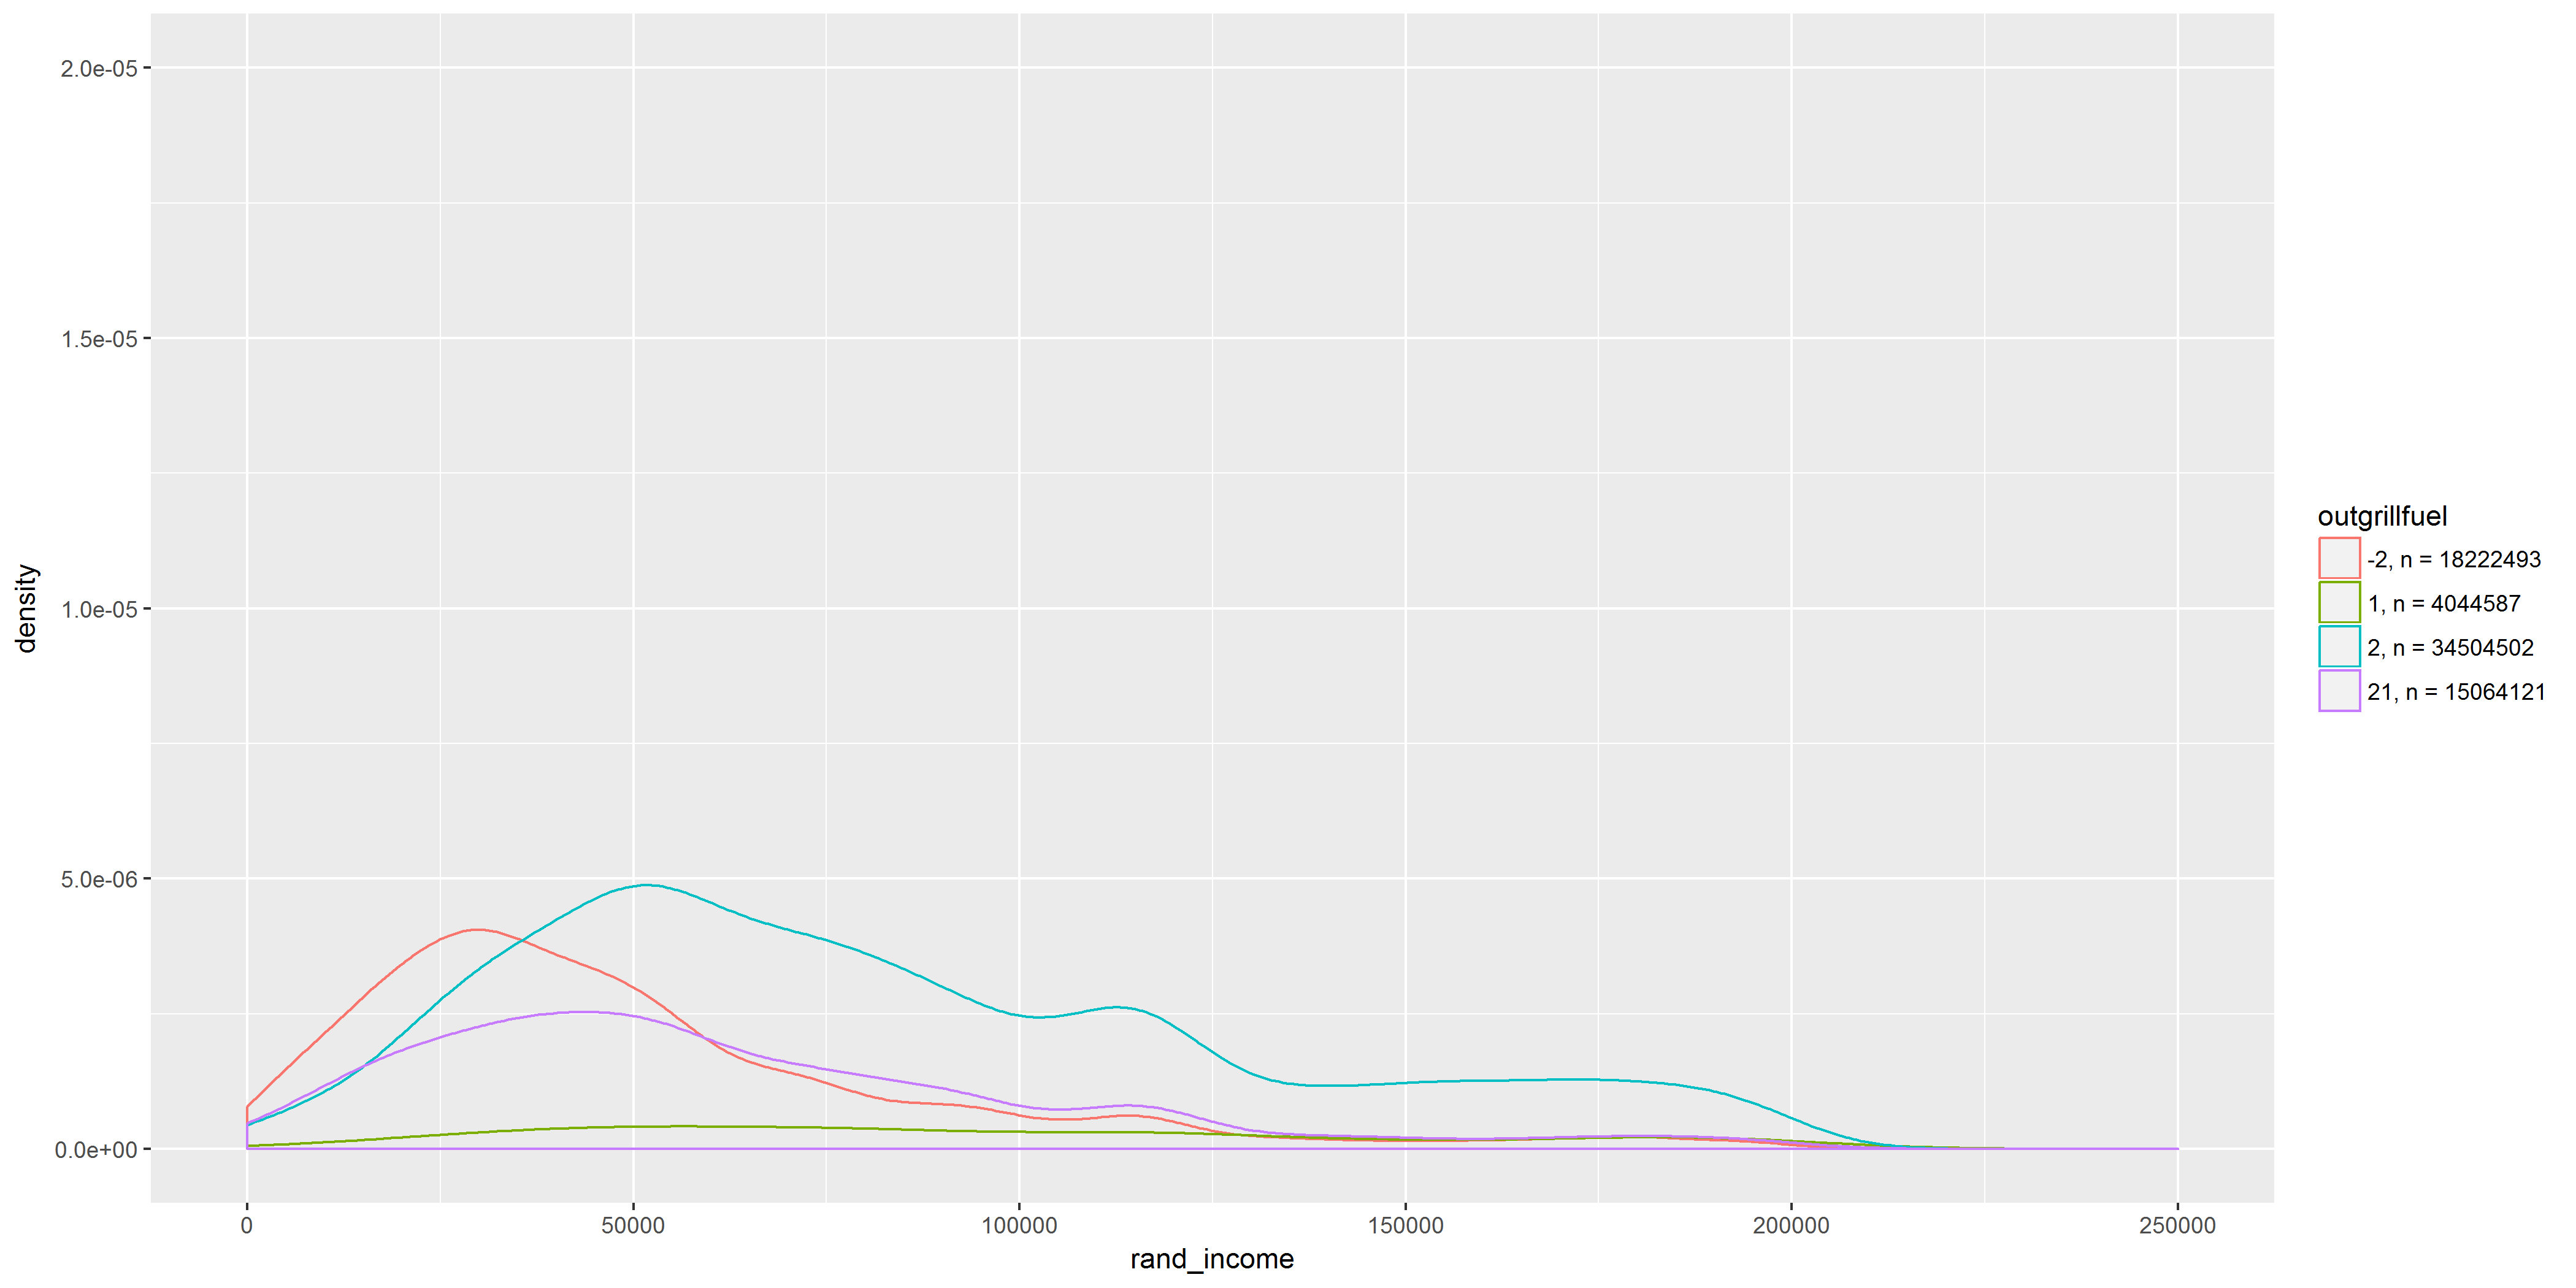 2.0e-05
1.5e-05
1.0e-05
5.0e-06
0.0e+00
density
0 50000 100000 150000 200000 250000
rand_income
outgrillfuel
-2, n = 18222493
1, n = 4044587
2, n = 34504502
21, n = 15064121